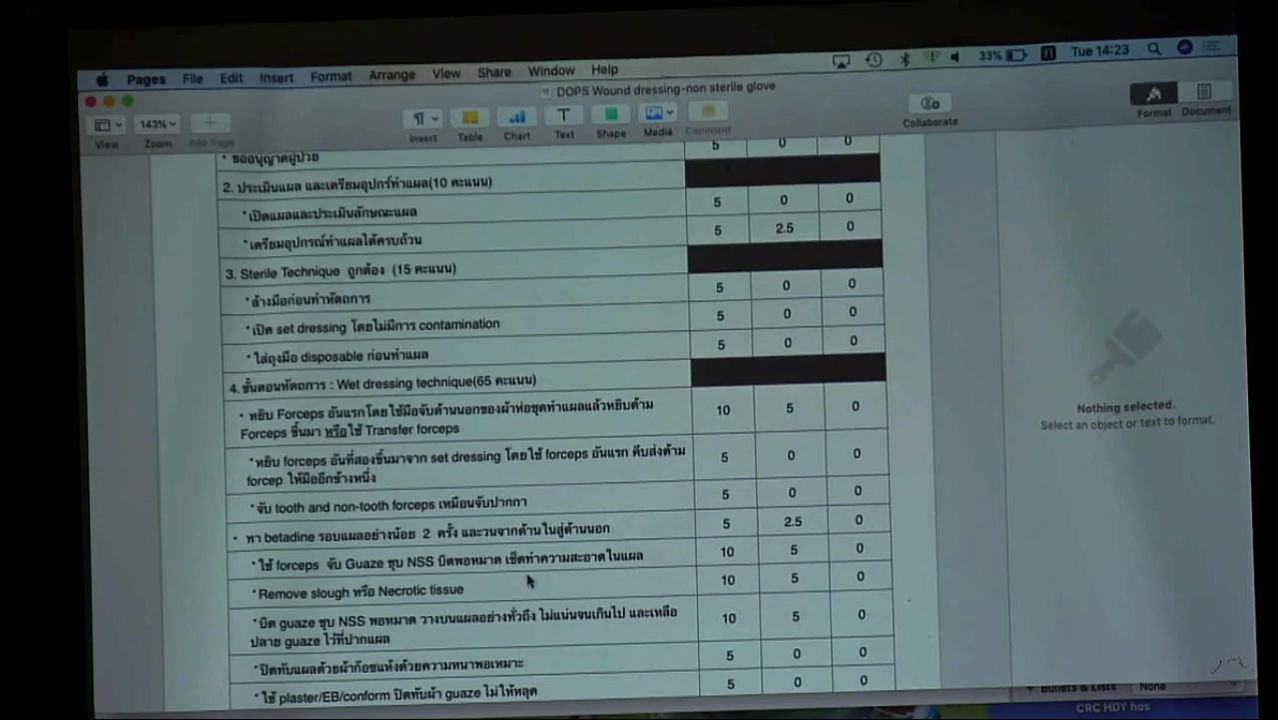 Pages File Edit Insert Format Arrange View Share Window Help 33% Tue 14:23
DOPS Wound dressing-non sterile glove
143%
View Zoom Add Page Insert Table Chart Text Shape Media Comment Collaborate Format Document
• ขออนุญาตผู้ป่วย 5 0 0
2. ประเมินแผล และเตรียมอุปกร์ทำแผล(10 คะแนน)
•เปิดแผลและประเมินลักษณะแผล 5 0 0
•เตรียมอุปกรณ์ทำแผลได้ครบถ้วน 5 2.5 0
3. Sterile Technique ถูกต้อง (15 คะแนน)
•ล้างมือก่อนทำหัตถการ 5 0 0
•เปิด set dressing โดยไม่มีการ contamination 5 0 0
•ใส่ถุงมือ disposable ก่อนทำแผล 5 0 0
4. ขั้นตอนหัตถการ : Wet dressing technique(65 คะแนน)
• หยิบ Forceps อันแรกโดยใช้มือจับด้านนอกของผ้าห่อชุดทำแผลแล้วหยิบด้าม 10 5 0
Forceps ขึ้นมา หรือใช้ Transfer forceps
•หยิบ forceps อันที่สองขึ้นมาจาก set dressing โดยใช้ forceps อันแรก คีบส่งด้าม 5 0 0
forcep ให้มืออีกข้างหนึ่ง
•จับ tooth and non-tooth forceps เหมือนจับปากกา 5 0 0
• ทา betadine รอบแผลอย่างน้อย 2 ครั้ง และวนจากด้านในสู่ด้านนอก 5 2.5 0
•ใช้ forceps จับ Guaze ชุบ NSS บิดพอหมาด เช็ดทำความสะอาดในแผล 10 5 0
•Remove slough หรือ Necrotic tissue 10 5 0
•บิด guaze ชุบ NSS พอหมาด วางบนแผลอย่างทั่วถึง ไม่แน่นจนเกินไป และเหลือ 10 5 0
ปลาย guaze ไว้ที่ปากแผล
•ปิดทับแผลด้วยผ้าก๊อซแห้งด้วยความหนาพอเหมาะ 5 0 0
•ใช้ plaster/EB/conform ปิดทับผ้า guaze ไม่ให้หลุด 5 0 0
Nothing selected.
Select an object or text to format.
Bullets & Lists None
CRC HDY has